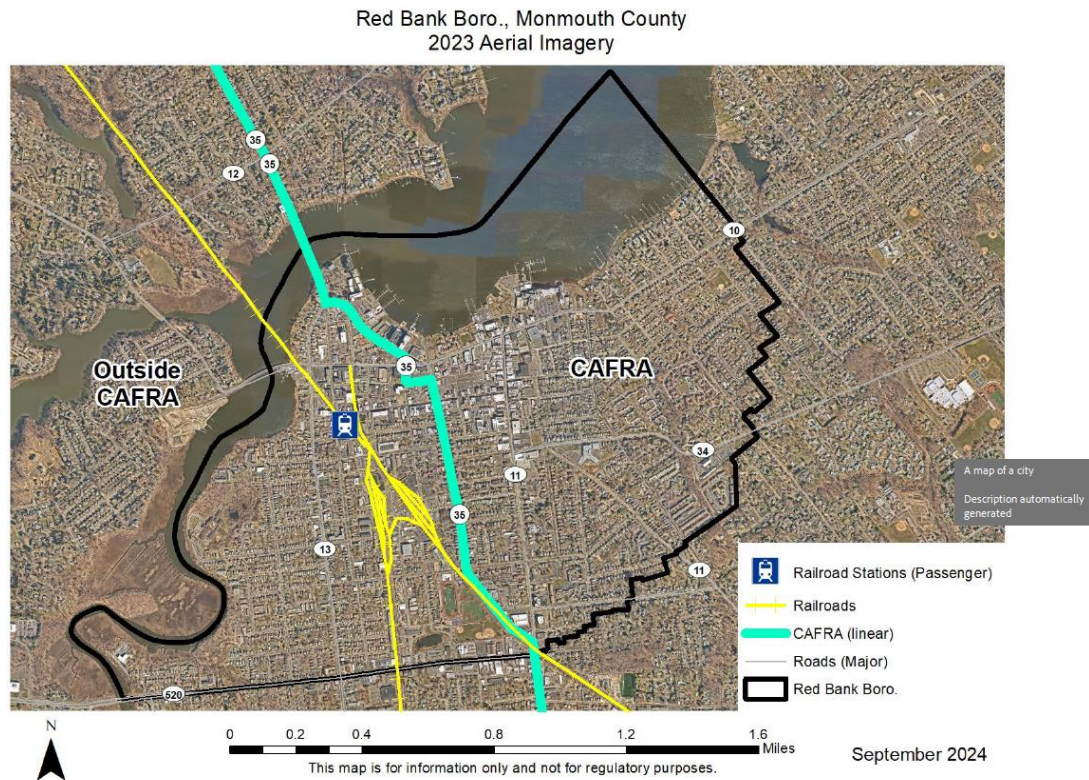 Red Bank Boro., Monmouth County
2023 Aerial Imagery
35
35
12
10
Outside
CAFRA
35
CAFRA
34
11
35
13
11
520
A map of a city
Description automatically
generated
Railroad Stations (Passenger)
Railroads
CAFRA (linear)
Roads (Major)
Red Bank Boro.
N
0 0.2 0.4 0.8 1.2 1.6
Miles
This map is for information only and not for regulatory purposes.
September 2024